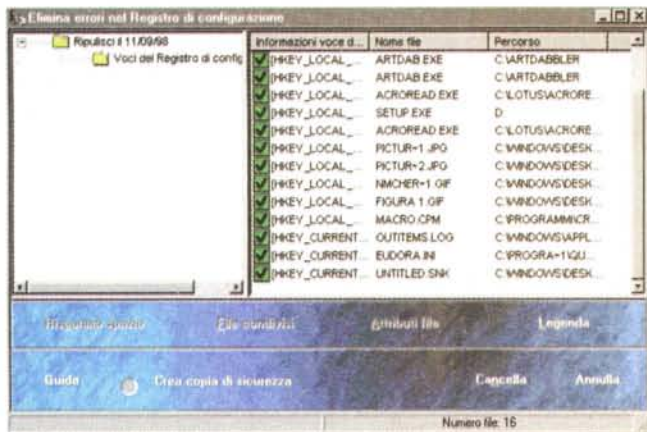 Elimina errori nel Registro di configurazione
Ripulisci il 11/09/98
Voci del Registro di config
Informazioni voce d... Nome file Percorso
[HKEY_LOCAL_... ARTDAB.EXE C:\ARTDABBLER
[HKEY_LOCAL_... ARTDAB.EXE C:\ARTDABBLER
[HKEY_LOCAL_... ACROREAD.EXE C:\LOTUS\ACRORE...
[HKEY_LOCAL_... SETUP.EXE D:
[HKEY_LOCAL_... ACROREAD.EXE C:\LOTUS\ACRORE...
[HKEY_LOCAL_... PICTUR~1.JPG C:\WINDOWS\DESK...
[HKEY_LOCAL_... PICTUR~2.JPG C:\WINDOWS\DESK...
[HKEY_LOCAL_... NMCHER~1.GIF C:\WINDOWS\DESK...
[HKEY_LOCAL_... FIGURA 1.GIF C:\WINDOWS\DESK...
[HKEY_LOCAL_... MACRO.CPM C:\PROGRAMMI\CR...
[HKEY_CURRENT... OUTITEMS.LOG C:\WINDOWS\APPL...
[HKEY_CURRENT... EUDORA.INI C:\PROGRA~1\QU...
[HKEY_CURRENT... UNTITLED.SNK C:\WINDOWS\DESK...
spazio File condivisi Attributi file Legenda
Guida Crea copia di sicurezza Cancella Annulla
Numero file: 16